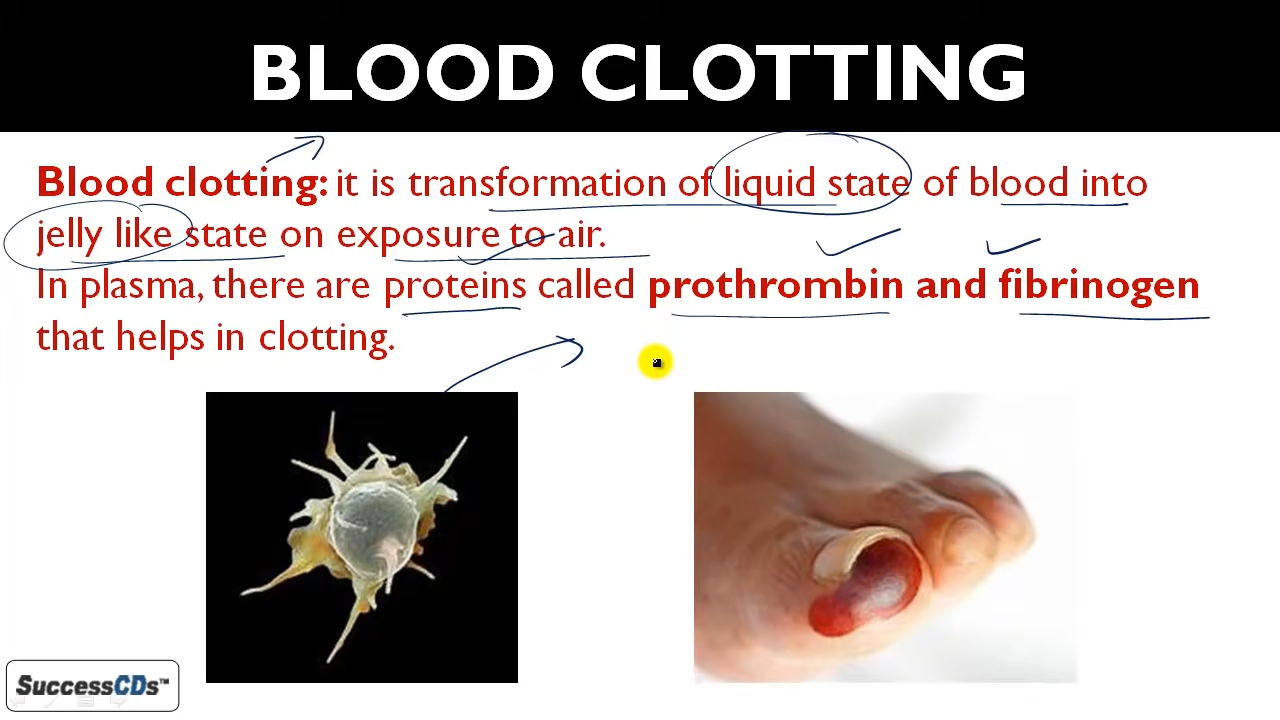 BLOOD CLOTTING
Blood clotting: it is transformation of liquid state of blood into
jelly like state on exposure to air.
In plasma, there are proteins called prothrombin and fibrinogen
that helps in clotting.
SuccessCDs™